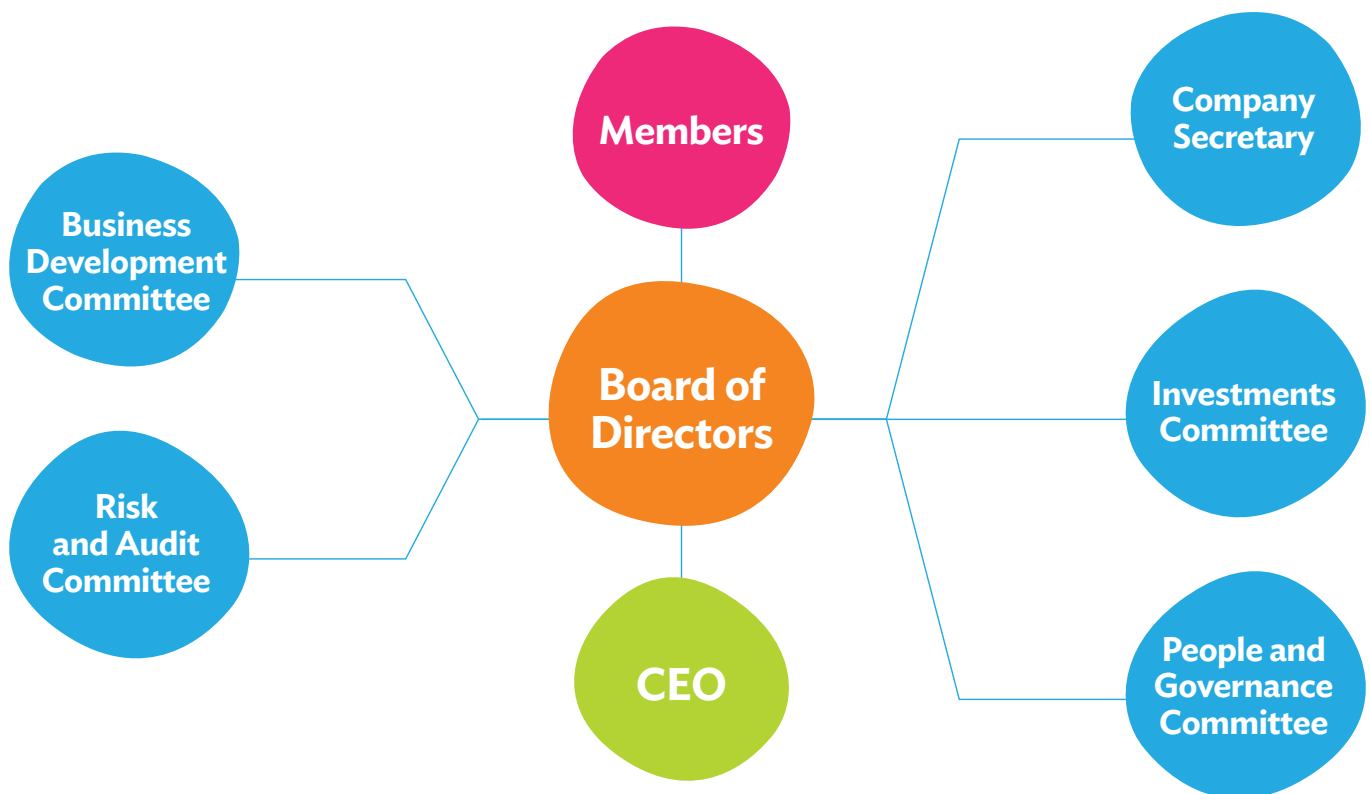 Members
Company
Secretary
Business
Development
Committee
Board of
Directors
Investments
Committee
Risk
and Audit
Committee
CEO
People and
Governance
Committee